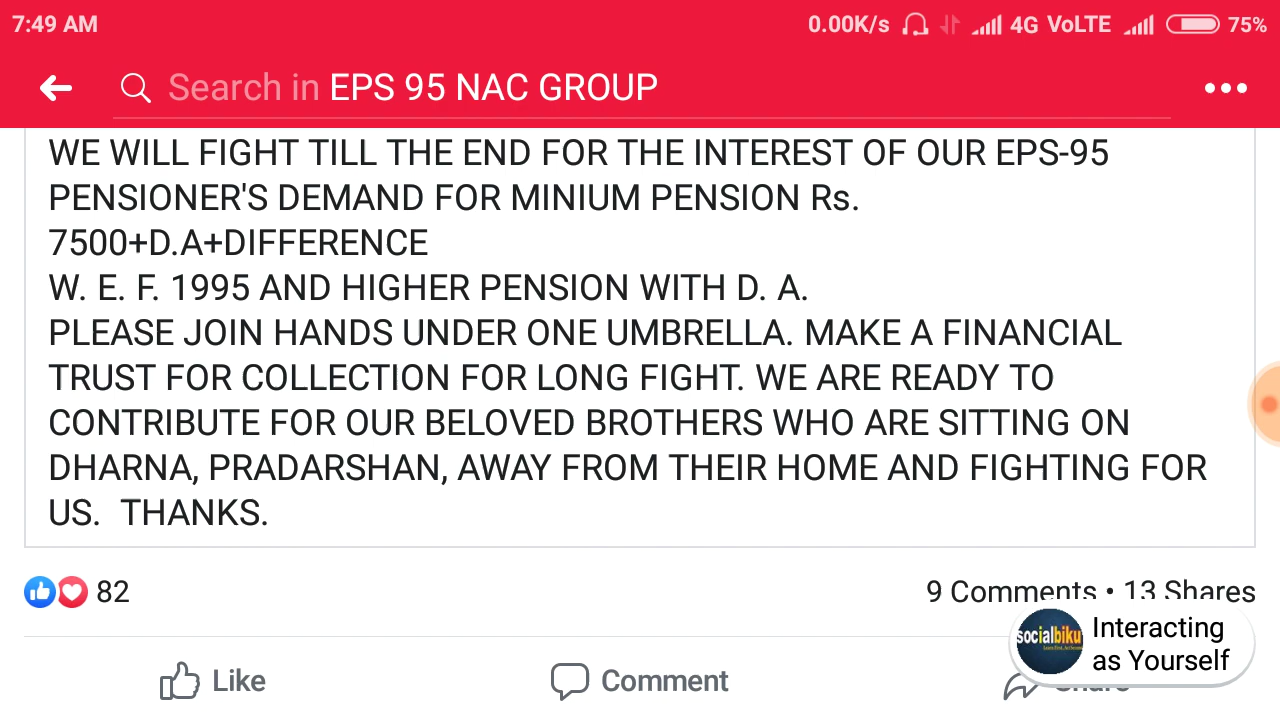 7:49 AM 0.00K/s 4G VoLTE 75%
Search in EPS 95 NAC GROUP
WE WILL FIGHT TILL THE END FOR THE INTEREST OF OUR EPS-95
PENSIONER'S DEMAND FOR MINIUM PENSION Rs.
7500+D.A+DIFFERENCE
W. E. F. 1995 AND HIGHER PENSION WITH D. A.
PLEASE JOIN HANDS UNDER ONE UMBRELLA. MAKE A FINANCIAL
TRUST FOR COLLECTION FOR LONG FIGHT. WE ARE READY TO
CONTRIBUTE FOR OUR BELOVED BROTHERS WHO ARE SITTING ON
DHARNA, PRADARSHAN, AWAY FROM THEIR HOME AND FIGHTING FOR
US.  THANKS.
82 9 Comments • 13 Shares
socialbiku
Interacting
as Yourself
Like Comment Share